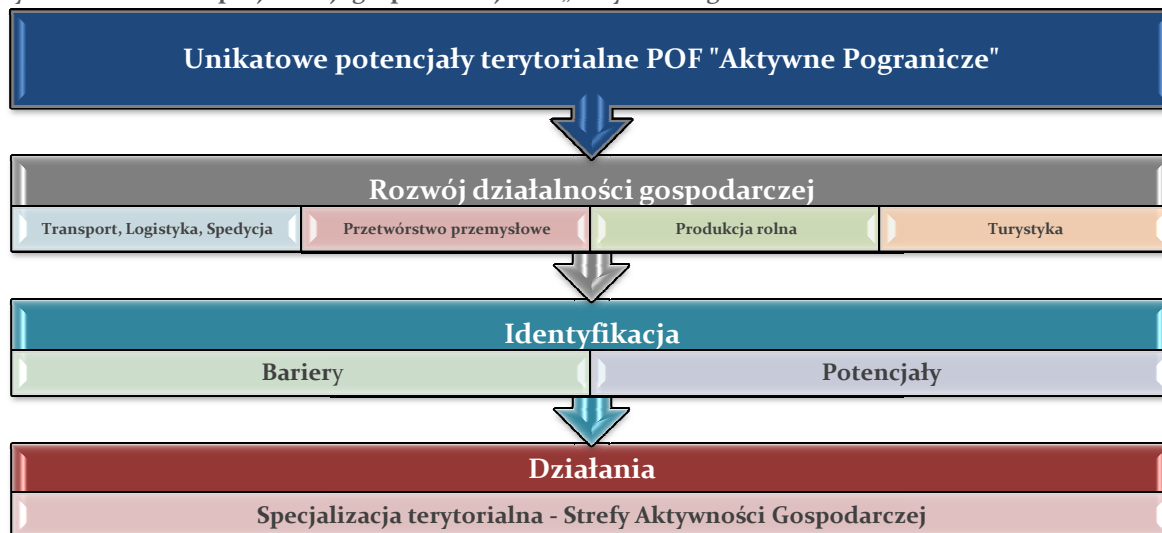 Unikatowe potencjały terytorialne POF "Aktywne Pogranicze"
Rozwój działalności gospodarczej
Transport, Logistyka, Spedycja
Przetwórstwo przemysłowe
Produkcja rolna
Turystyka
Identyfikacja
Bariery
Potencjały
Działania
Specjalizacja terytorialna - Strefy Aktywności Gospodarczej